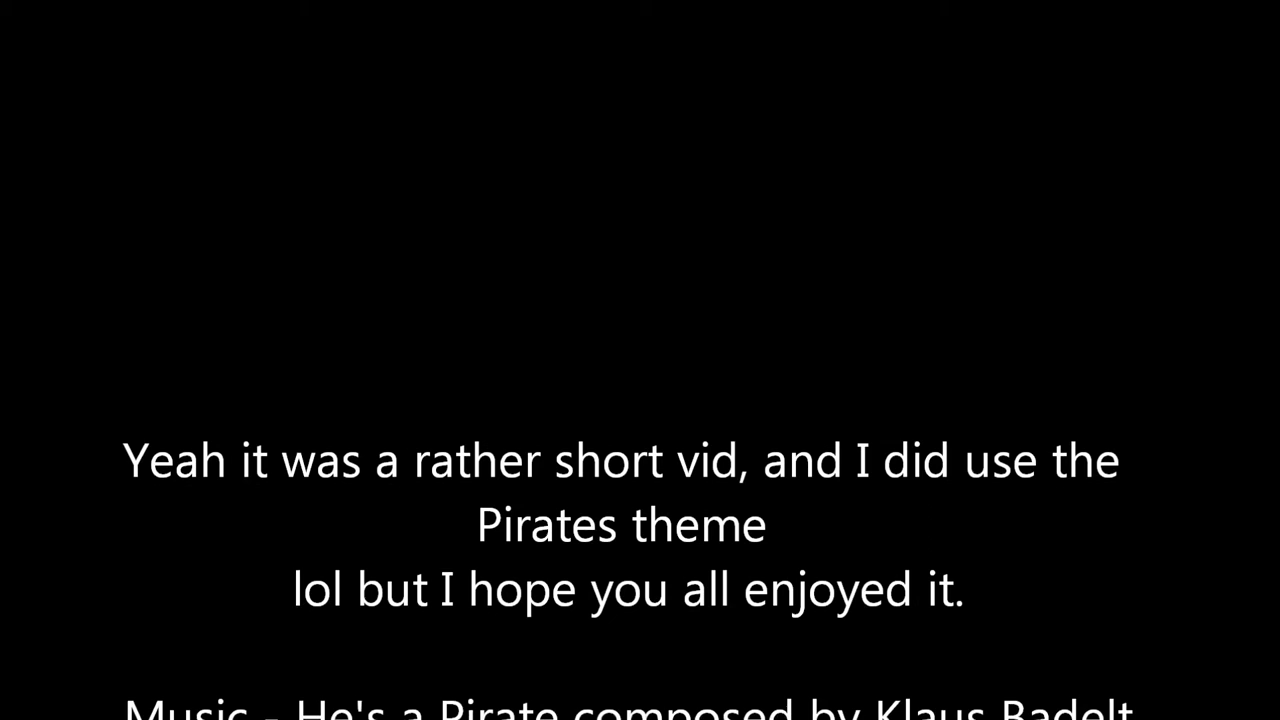 Yeah it was a rather short vid, and I did use the
Pirates theme
lol but I hope you all enjoyed it.
Music - He's a Pirate composed by Klaus Badelt